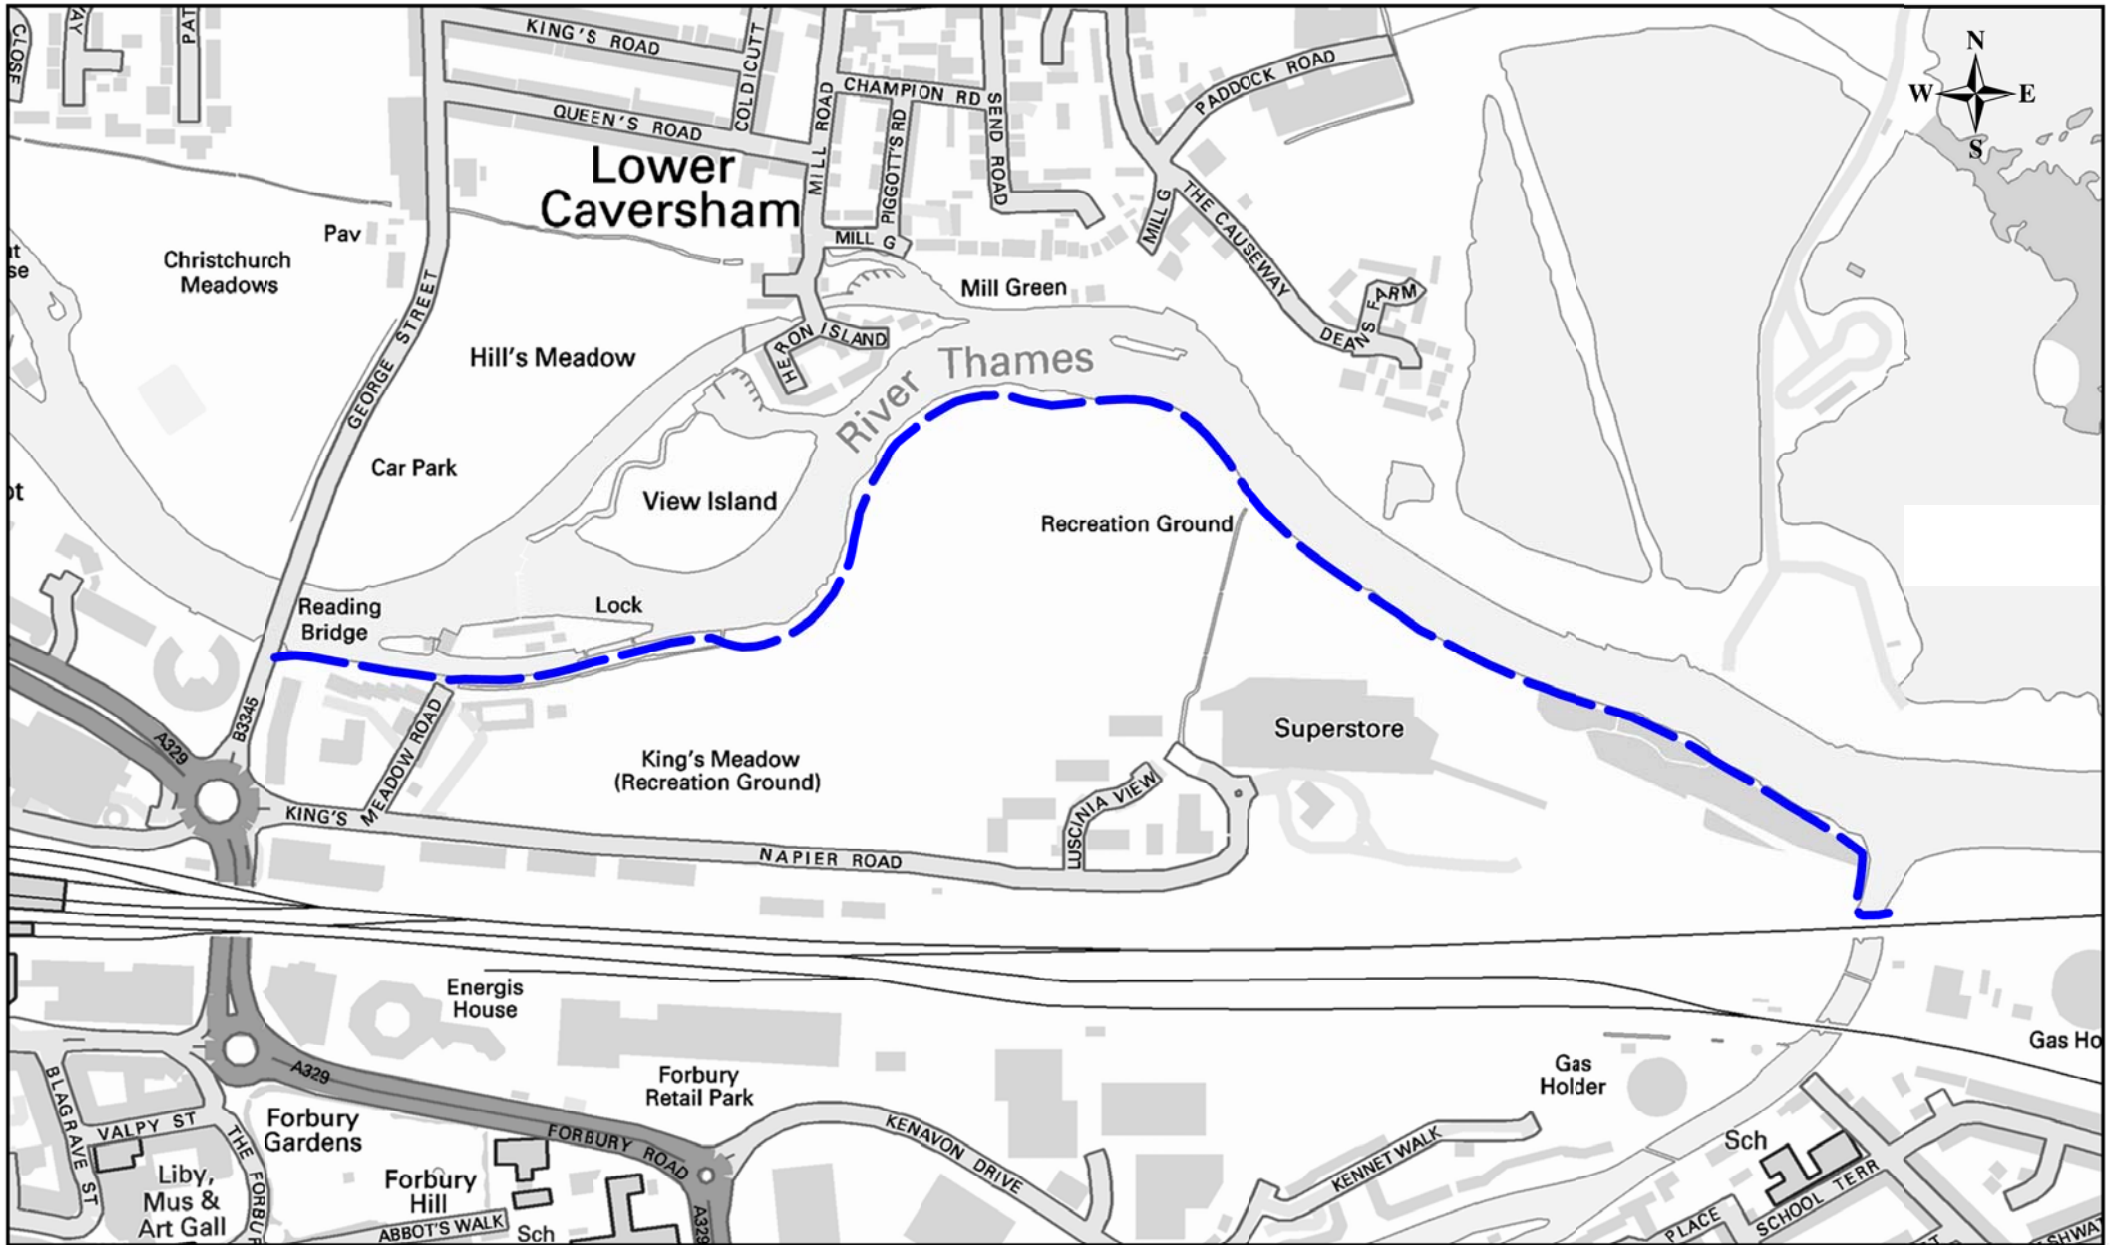 CLOSE
WAY
PAT
KING'S ROAD
COLDICUTT
QUEEN'S ROAD
MILL ROAD
CHAMPION RD
PIGGOTT'S RD
SEND ROAD
PADDOCK ROAD
N
W E
S
Lower
Caversham
MILL G
MILL G
THE CAUSEWAY
Pav
Christchurch
Meadows
Mill Green
DEAN'S FARM
GEORGE STREET
Hill's Meadow
HERON ISLAND
River Thames
Car Park
View Island
Recreation Ground
Reading
Bridge
Lock
B3345
A329
MEADOW ROAD
KING'S
King's Meadow
(Recreation Ground)
Superstore
LUSCINIA VIEW
NAPIER ROAD
Energis
House
Gas Ho
A329
Forbury
Retail Park
Gas
Holder
BLAGRAVE ST
VALPY ST
THE FORBUR
Forbury
Gardens
FORBURY ROAD
KENAVON DRIVE
KENNET WALK
Sch
SCHOOL TERR
PLACE
SHWA
Liby,
Mus &
Art Gall
Forbury
Hill
ABBOT'S WALK
Sch
A329